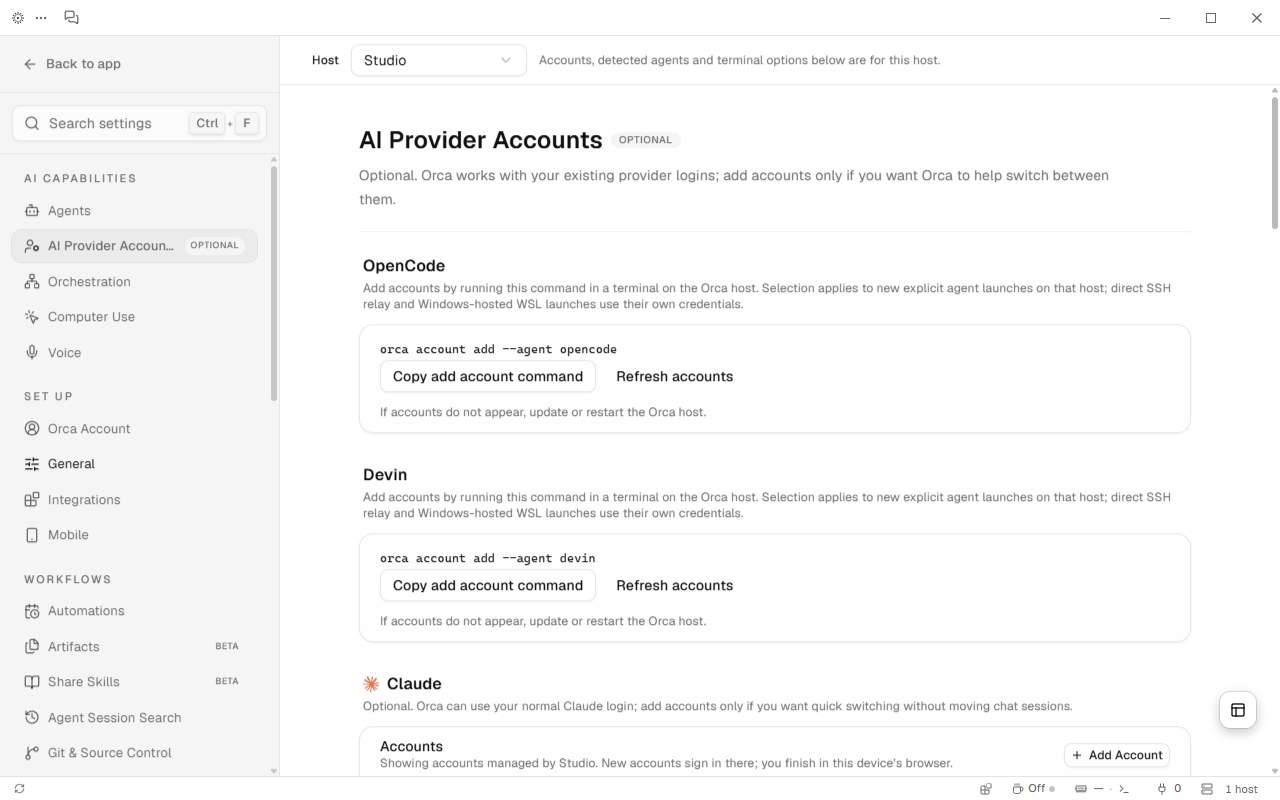 Back to app
Search settings
Ctrl + F
AI CAPABILITIES
Agents
AI Provider Accoun... OPTIONAL
Orchestration
Computer Use
Voice
SET UP
Orca Account
General
Integrations
Mobile
WORKFLOWS
Automations
Artifacts BETA
Share Skills BETA
Agent Session Search
Git & Source Control
Host Studio Accounts, detected agents and terminal options below are for this host.
AI Provider Accounts OPTIONAL
Optional. Orca works with your existing provider logins; add accounts only if you want Orca to help switch between
them.
OpenCode
Add accounts by running this command in a terminal on the Orca host. Selection applies to new explicit agent launches on that host; direct SSH
relay and Windows-hosted WSL launches use their own credentials.
orca account add --agent opencode
Copy add account command Refresh accounts
If accounts do not appear, update or restart the Orca host.
Devin
Add accounts by running this command in a terminal on the Orca host. Selection applies to new explicit agent launches on that host; direct SSH
relay and Windows-hosted WSL launches use their own credentials.
orca account add --agent devin
Copy add account command Refresh accounts
If accounts do not appear, update or restart the Orca host.
Claude
Optional. Orca can use your normal Claude login; add accounts only if you want quick switching without moving chat sessions.
Accounts
Showing accounts managed by Studio. New accounts sign in there; you finish in this device's browser.
+ Add Account
Off — · 0 1 host